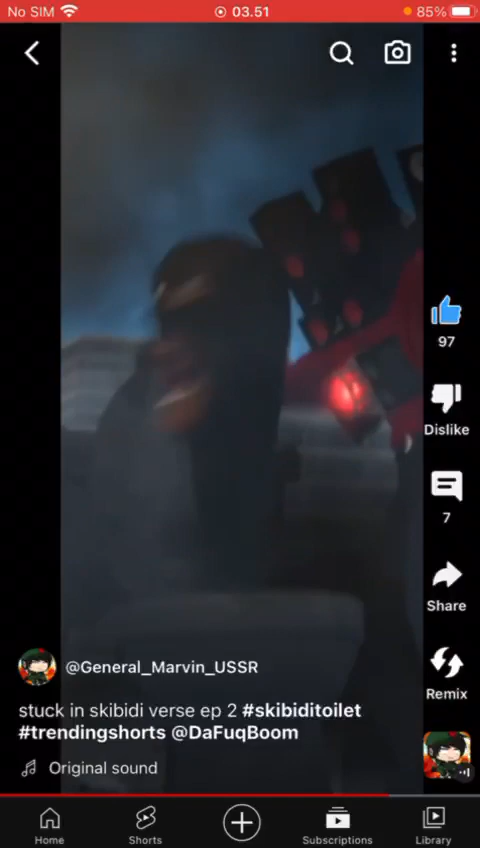 No SIM
03.51
85%
97
Dislike
7
Share
@General_Marvin_USSR
Remix
stuck in skibidi verse ep 2 #skibiditoilet
#trendingshorts @DaFuqBoom
Original sound
Home
Shorts
Subscriptions
Library